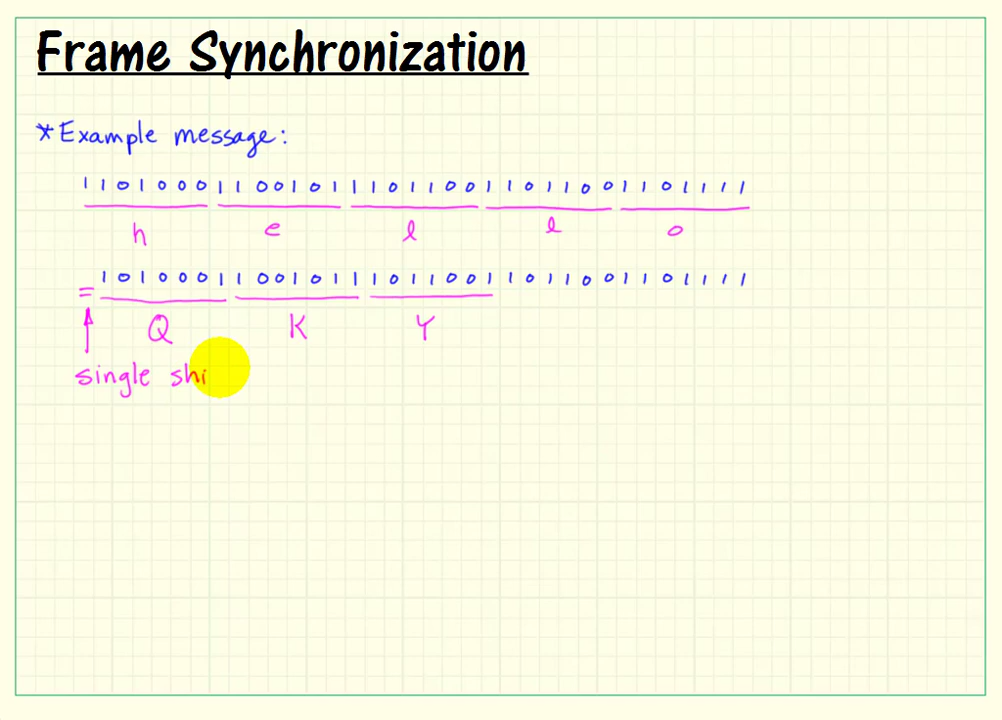 Frame Synchronization
*Example message:
11010001100101110110011011001101111
h e l l o
1010001100101110110011011001101111
= Q K Y
single shi